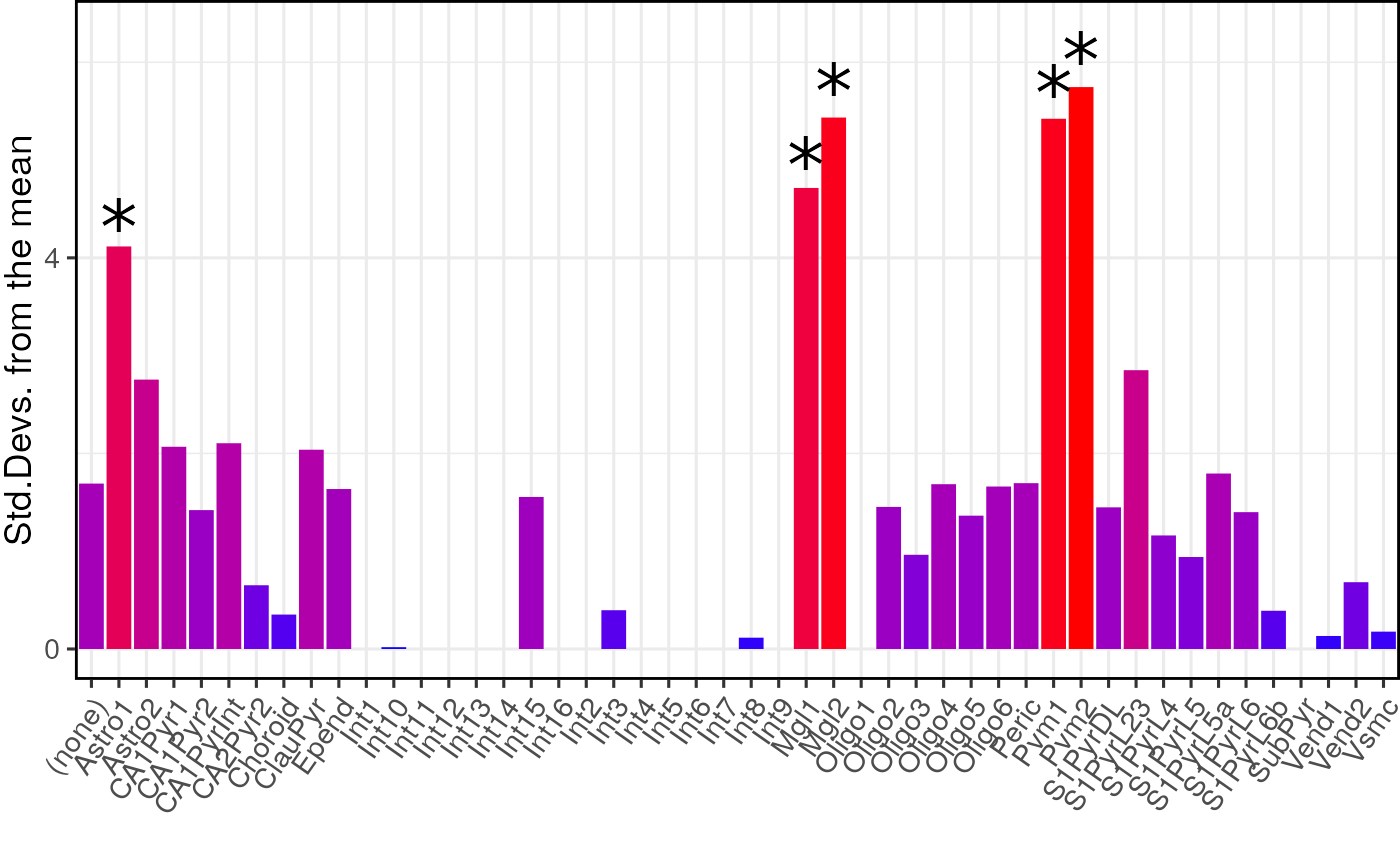 Std.Devs. from the mean
4
0
*
*
*
*
*
(none)
Astro1
Astro2
CA1Pyr1
CA1Pyr2
CA1PyrInt
CA2Pyr2
Choroid
ClauPyr
Epend
Int1
Int10
Int11
Int12
Int13
Int14
Int15
Int16
Int2
Int3
Int4
Int5
Int6
Int7
Int8
Int9
Mgl1
Mgl2
Oligo1
Oligo2
Oligo3
Oligo4
Oligo5
Oligo6
Peric
Pvm1
Pvm2
S1PyrDL
S1PyrL23
S1PyrL4
S1PyrL5
S1PyrL5a
S1PyrL6
S1PyrL6b
SubPyr
Vend1
Vend2
Vsmc